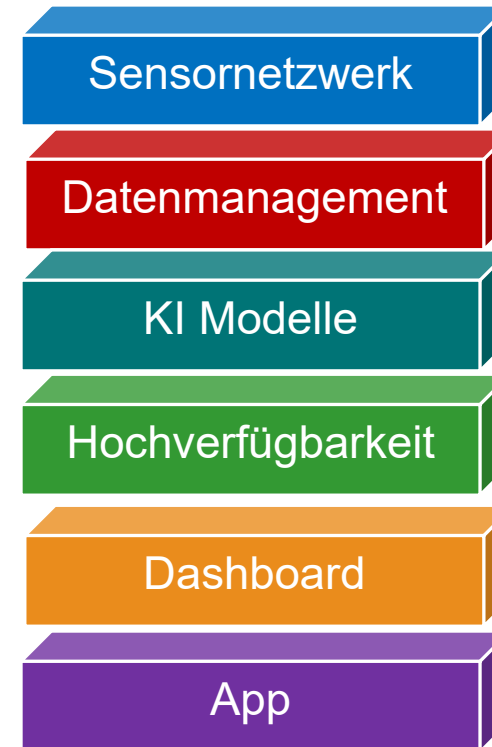 Sensornetzwerk
Datenmanagement
KI Modelle
Hochverfügbarkeit
Dashboard
App